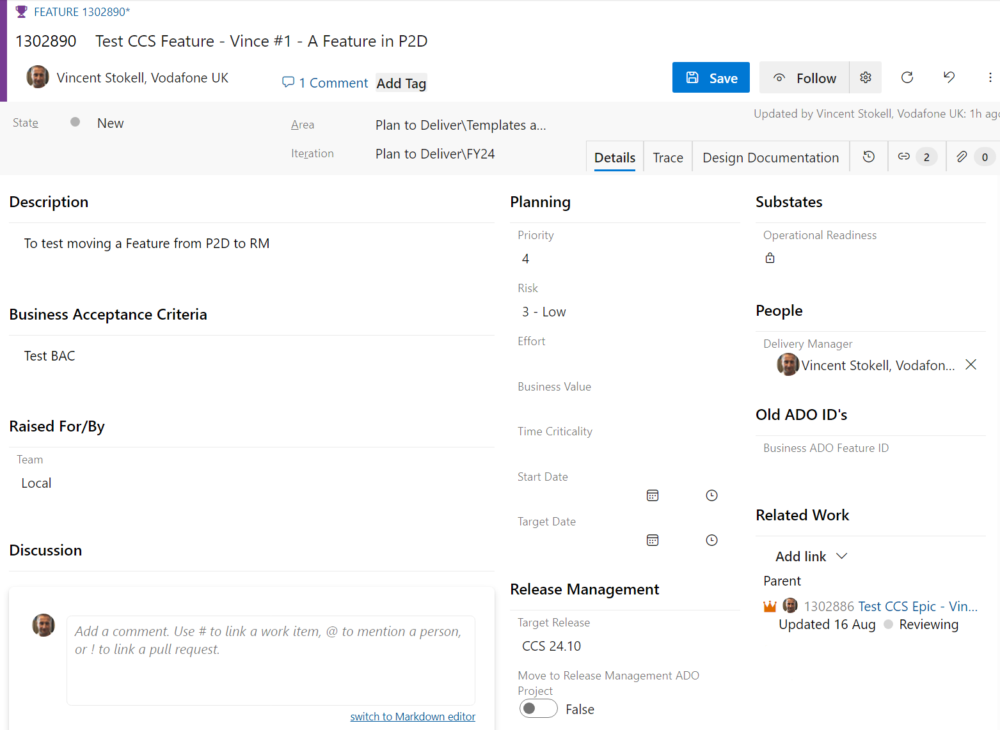 FEATURE 1302890*
1302890 Test CCS Feature - Vince #1 - A Feature in P2D
Vincent Stokell, Vodafone UK
1 Comment
Add Tag
Save
Follow
State
New
Area
Plan to Deliver\Templates a...
Iteration
Plan to Deliver\FY24
Updated by Vincent Stokell, Vodafone UK: 1h ago
Details
Trace
Design Documentation
2
0
Description
To test moving a Feature from P2D to RM
Business Acceptance Criteria
Test BAC
Raised For/By
Team
Local
Discussion
Add a comment. Use # to link a work item, @ to mention a person,
or ! to link a pull request.
switch to Markdown editor
Planning
Priority
4
Risk
3 - Low
Effort
Business Value
Time Criticality
Start Date
Target Date
Release Management
Target Release
CCS 24.10
Move to Release Management ADO
Project
False
Substates
Operational Readiness
People
Delivery Manager
Vincent Stokell, Vodafon...
Old ADO ID's
Business ADO Feature ID
Related Work
Add link
Parent
1302886 Test CCS Epic - Vin...
Updated 16 Aug Reviewing